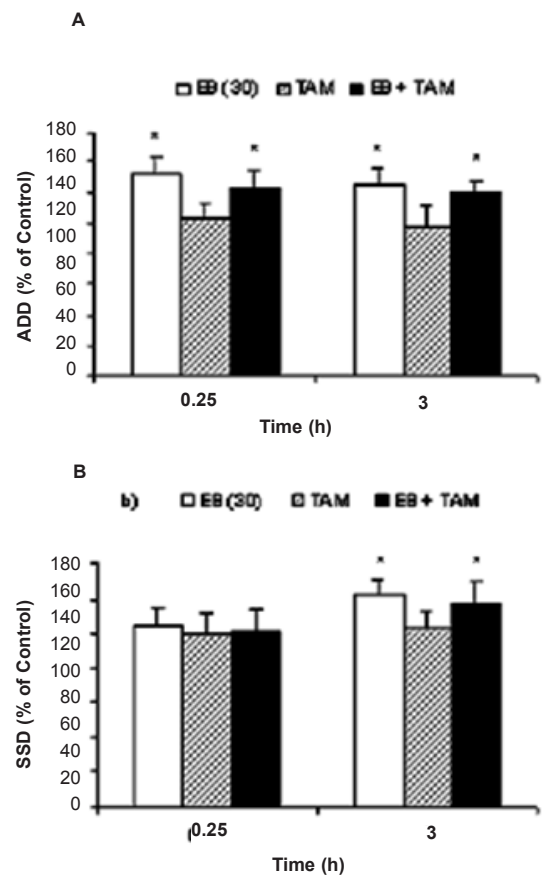 A
EB (30) TAM EB + TAM
180
160
140
120
100
80
60
40
20
0
ADD (% of Control)
* * * *
0.25 3
Time (h)
B
b) EB (30) TAM EB + TAM
180
160
140
120
100
80
60
40
20
0
SSD (% of Control)
* *
0.25 3
Time (h)